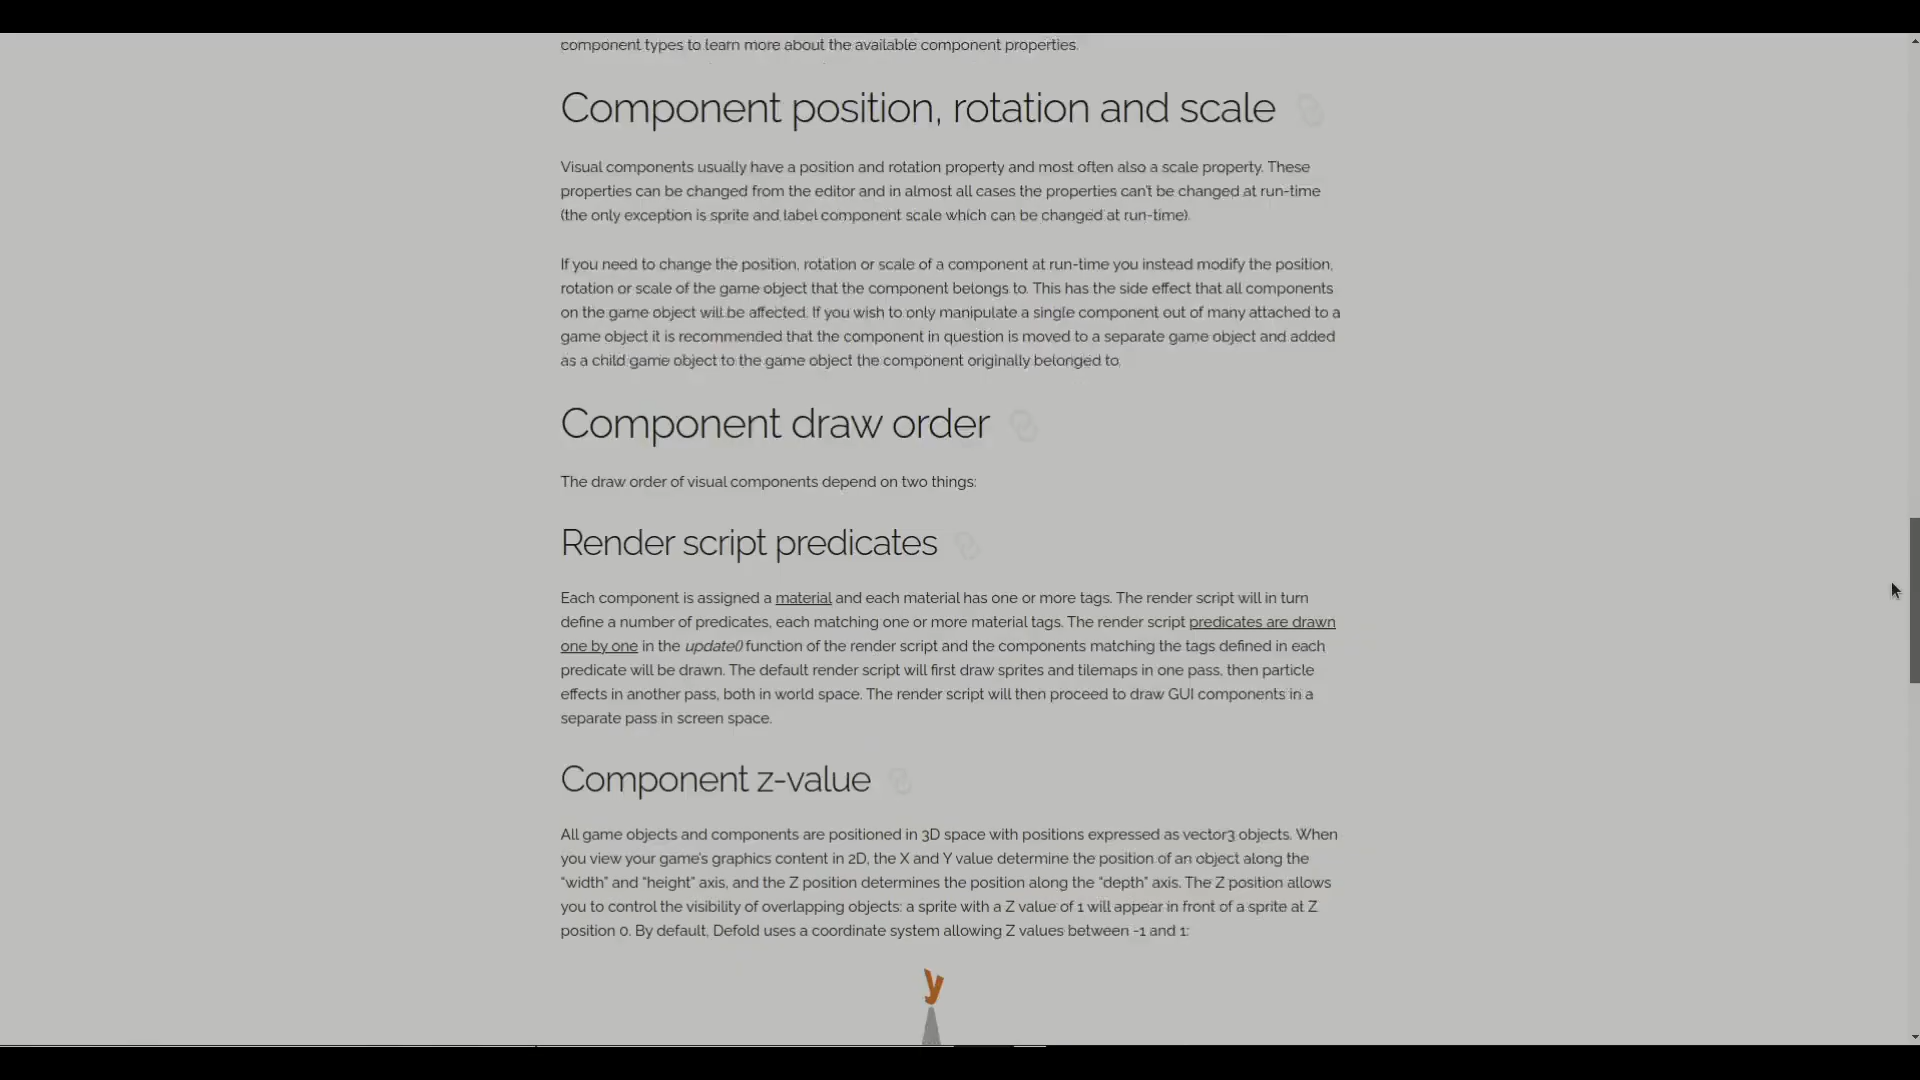 component types to learn more about the available component properties.
Component position, rotation and scale
Visual components usually have a position and rotation property and most often also a scale property. These
properties can be changed from the editor and in almost all cases the properties can't be changed at run-time
(the only exception is sprite and label component scale which can be changed at run-time).
If you need to change the position, rotation or scale of a component at run-time you instead modify the position,
rotation or scale of the game object that the component belongs to. This has the side effect that all components
on the game object will be affected. If you wish to only manipulate a single component out of many attached to a
game object it is recommended that the component in question is moved to a separate game object and added
as a child game object to the game object the component originally belonged to.
Component draw order
The draw order of visual components depend on two things:
Render script predicates
Each component is assigned a material and each material has one or more tags. The render script will in turn
define a number of predicates, each matching one or more material tags. The render script predicates are drawn
one by one in the update() function of the render script and the components matching the tags defined in each
predicate will be drawn. The default render script will first draw sprites and tilemaps in one pass, then particle
effects in another pass, both in world space. The render script will then proceed to draw GUI components in a
separate pass in screen space.
Component z-value
All game objects and components are positioned in 3D space with positions expressed as vector3 objects. When
you view your game's graphics content in 2D, the X and Y value determine the position of an object along the
“width” and “height” axis, and the Z position determines the position along the “depth” axis. The Z position allows
you to control the visibility of overlapping objects: a sprite with a Z value of 1 will appear in front of a sprite at Z
position 0. By default, Defold uses a coordinate system allowing Z values between -1 and 1:
y